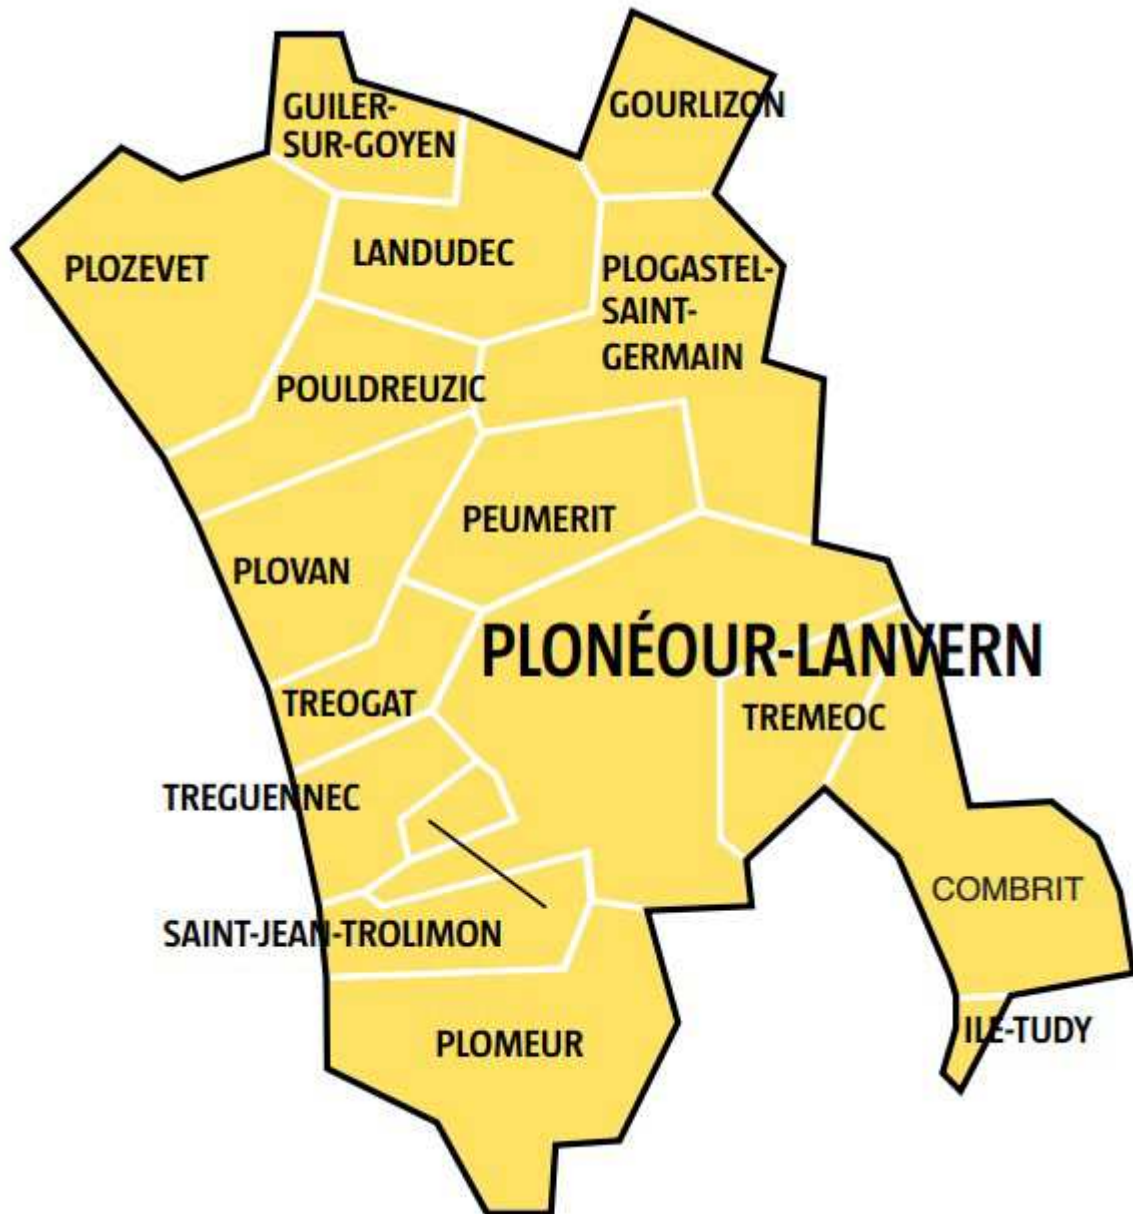 GUILER-
SUR-GOYEN
GOURLIZON
PLOZEVET
LANDUDEC
PLOGASTEL-
SAINT-
GERMAIN
POULDREUZIC
PEUMERIT
PLOVAN
PLONÉOUR-LANVERN
TREOGAT
TREMEOC
TREGUENNEC
COMBRIT
SAINT-JEAN-TROLIMON
PLOMEUR
ILE-TUDY